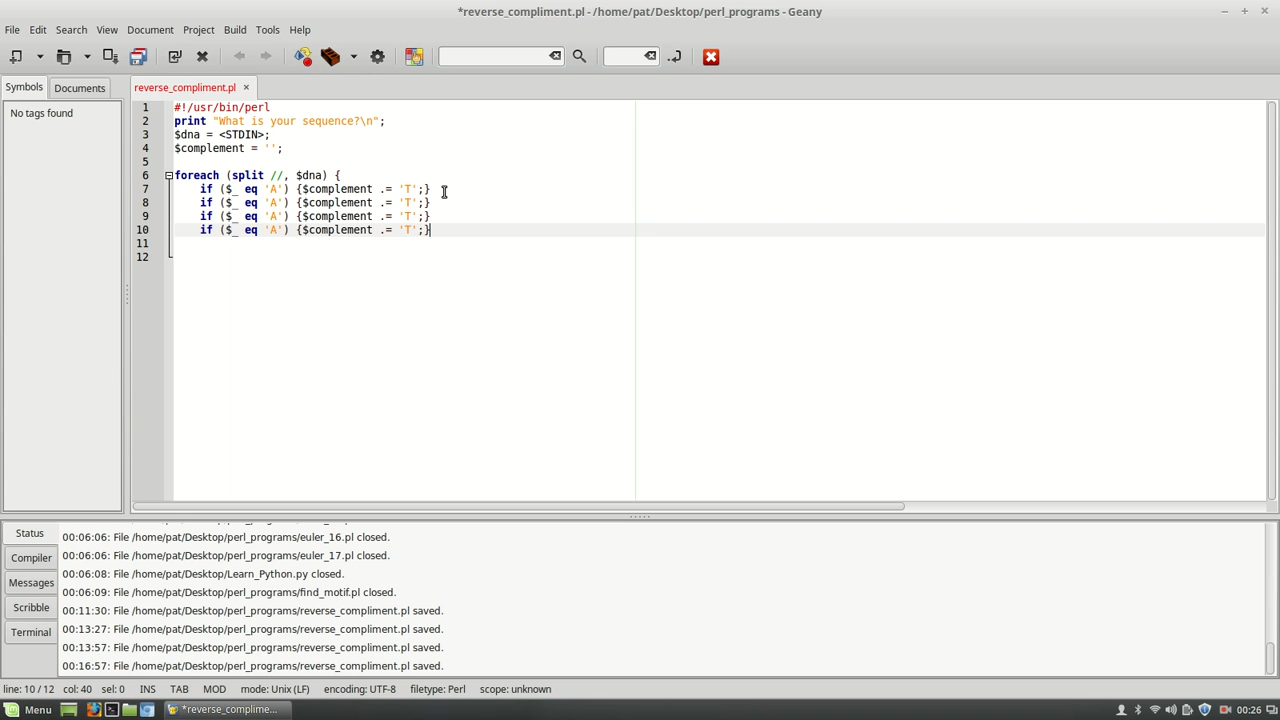 *reverse_compliment.pl - /home/pat/Desktop/perl_programs - Geany
File Edit Search View Document Project Build Tools Help
Symbols Documents
reverse_compliment.pl ×
No tags found
1 #!/usr/bin/perl
2 print "What is your sequence?\n";
3 $dna = <STDIN>;
4 $complement = '';
5
6 foreach (split //, $dna) {
7 if ($_ eq 'A') {$complement .= 'T';}
8 if ($_ eq 'A') {$complement .= 'T';}
9 if ($_ eq 'A') {$complement .= 'T';}
10 if ($_ eq 'A') {$complement .= 'T';}
11
12
Status
Compiler
Messages
Scribble
Terminal
00:06:06: File /home/pat/Desktop/perl_programs/euler_16.pl closed.
00:06:06: File /home/pat/Desktop/perl_programs/euler_17.pl closed.
00:06:08: File /home/pat/Desktop/Learn_Python.py closed.
00:06:09: File /home/pat/Desktop/perl_programs/find_motif.pl closed.
00:11:30: File /home/pat/Desktop/perl_programs/reverse_compliment.pl saved.
00:13:27: File /home/pat/Desktop/perl_programs/reverse_compliment.pl saved.
00:13:57: File /home/pat/Desktop/perl_programs/reverse_compliment.pl saved.
00:16:57: File /home/pat/Desktop/perl_programs/reverse_compliment.pl saved.
line: 10 / 12 col: 40 sel: 0 INS TAB MOD mode: Unix (LF) encoding: UTF-8 filetype: Perl scope: unknown
Menu *reverse_complime... 00:26